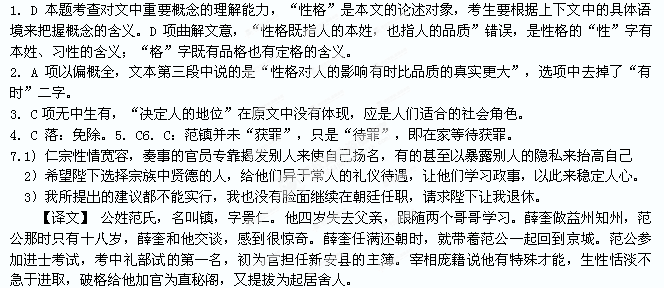 1. D 本题考查对文中重要概念的理解能力，“性格”是本文的论述对象，考生要根据上下文中的具体语
境来把握概念的含义。D 项曲解文意，“性格既指人的本姓，也指人的品质”错误，是性格的“性”字有
本姓、习性的含义；“格”字既有品格也有定格的含义。
2. A 项以偏概全，文本第三段中说的是“性格对人的影响有时比品质的真实更大”，选项中去掉了“有
时”二字。
3. C 项无中生有，“决定人的地位”在原文中没有体现，应是人们适合的社会角色。
4. C 落：免除。5. C6. C：范镇并未“获罪”，只是“待罪”，即在家等待获罪。
7.1）仁宗性情宽容，奏事的官员专靠揭发别人来使自己扬名，有的甚至以暴露别人的隐私来抬高自己
2）希望陛下选择宗族中贤德的人，给他们异于常人的礼仪待遇，让他们学习政事，以此来稳定人心。
3）我所提出的建议都不能实行，我也没有脸面继续在朝廷任职，请求陛下让我退休。
【译文】 公姓范氏，名叫镇，字景仁。他四岁失去父亲，跟随两个哥哥学习。薛奎做益州知州，范
公那时只有十八岁，薛奎和他交谈，感到很惊奇。薛奎任满还朝时，就带着范公一起回到京城。范公参
加进士考试，考中礼部试的第一名，初为官担任新安县的主簿。宰相庞籍说他有特殊才能，生性恬淡不
急于进取，破格给他加官为直秘阁，又提拔为起居舍人。